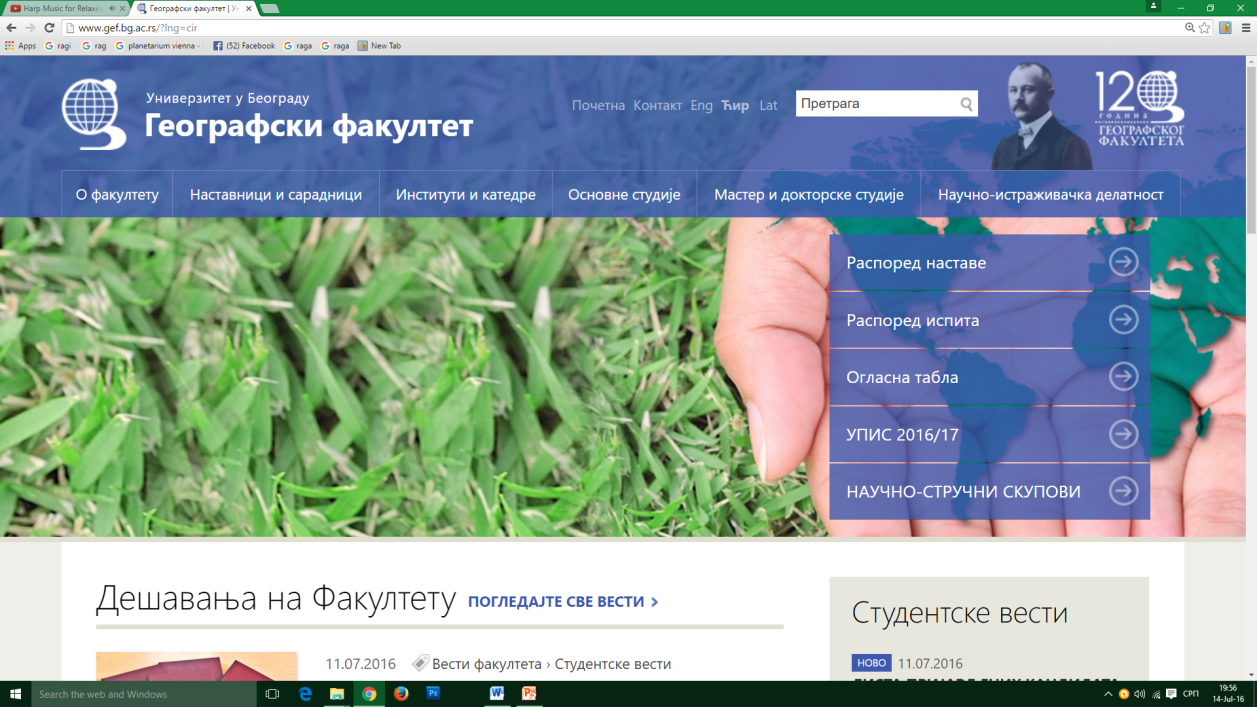 Harp Music for Relaxin
Географски факултет | Ун
www.gef.bg.ac.rs/?lng=cir
Apps
ragi
rag
planetarium vienna -
(52) Facebook
raga
raga
New Tab
Универзитет у Београду
Географски факултет
Почетна Контакт Eng Ћир Lat
Претрага
120
година
ГЕОГРАФСКОГ
ФАКУЛТЕТА
О факултету
Наставници и сарадници
Институти и катедре
Основне студије
Мастер и докторске студије
Научно-истраживачка делатност
Распоред наставе
Распоред испита
Огласна табла
УПИС 2016/17
НАУЧНО-СТРУЧНИ СКУПОВИ
Дешавања на Факултету
ПОГЛЕДАЈТЕ СВЕ ВЕСТИ >
11.07.2016
Вести факултета › Студентске вести
Студентске вести
НОВО 11.07.2016
Search the web and Windows
СРП
19:56
14-Jul-16